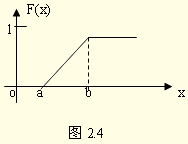 F(x)
1
o a b x
图 2.4